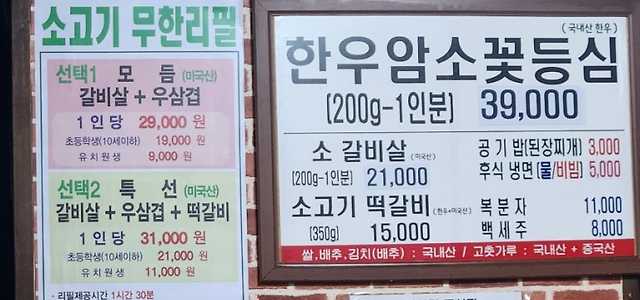 소고기 무한리필
선택1 모 듬 (미국산)
갈비살 + 우삼겹
1 인 당 29,000 원
초등학생(10세이하) 19,000 원
유 치 원 생 9,000 원
선택2 특 선 (미국산)
갈비살 + 우삼겹 + 떡갈비
1 인 당 31,000 원
초등학생(10세이하) 21,000 원
유 치 원 생 11,000 원
· 리필제공시간 1시간 30분
(국내산 한우)
한우암소꽃등심
(200g-1인분) 39,000
소 갈비살 (미국산)
(200g-1인분) 21,000
소고기 떡갈비 (한우+미국산)
(350g) 15,000
공 기 밥(된장찌개) 3,000
후식 냉면 (물/비빔) 5,000
복 분 자 11,000
백 세 주 8,000
쌀.배추.김치(배추) : 국내산 / 고춧가루 : 국내산 + 중국산